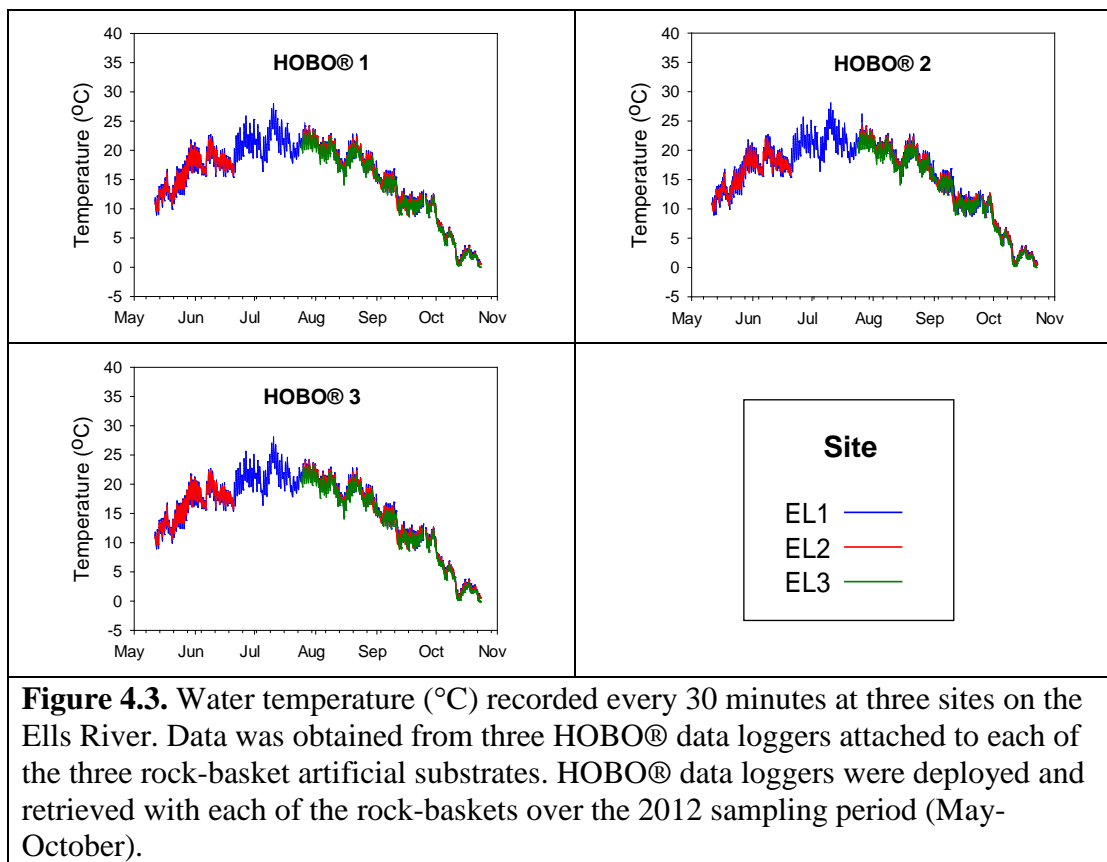 HOBO® 1
Temperature (°C)
40
35
30
25
20
15
10
5
0
-5
May Jun Jul Aug Sep Oct Nov
HOBO® 2
Temperature (°C)
40
35
30
25
20
15
10
5
0
-5
May Jun Jul Aug Sep Oct Nov
HOBO® 3
Temperature (°C)
40
35
30
25
20
15
10
5
0
-5
May Jun Jul Aug Sep Oct Nov
Site
EL1
EL2
EL3
Figure 4.3. Water temperature (°C) recorded every 30 minutes at three sites on the
Ells River. Data was obtained from three HOBO® data loggers attached to each of
the three rock-basket artificial substrates. HOBO® data loggers were deployed and
retrieved with each of the rock-baskets over the 2012 sampling period (May-
October).